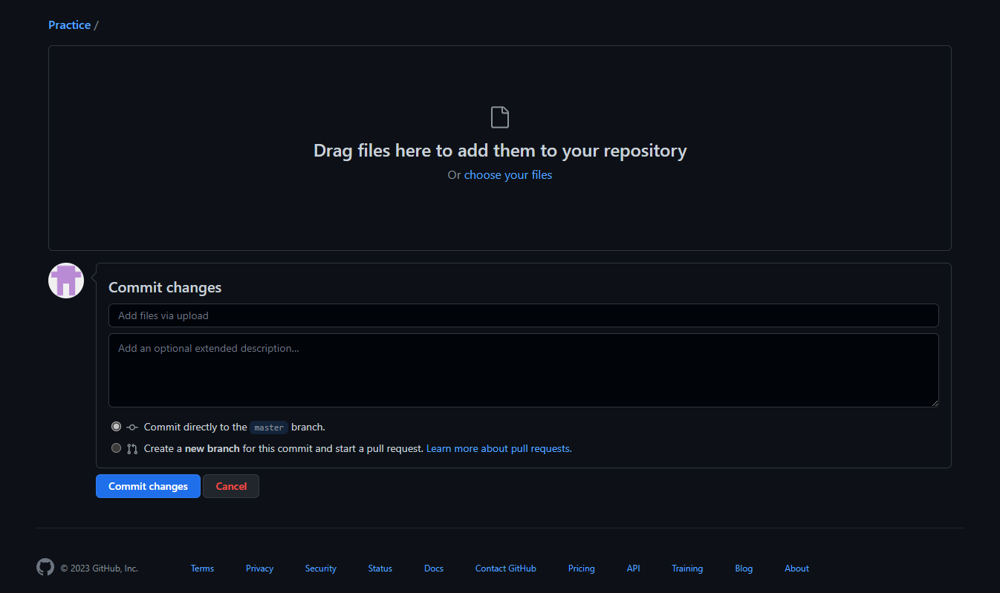 Practice /
Drag files here to add them to your repository
Or choose your files
Commit changes
Add files via upload
Add an optional extended description...
Commit directly to the master branch.
Create a new branch for this commit and start a pull request. Learn more about pull requests.
Commit changes Cancel
© 2023 GitHub, Inc. Terms Privacy Security Status Docs Contact GitHub Pricing API Training Blog About